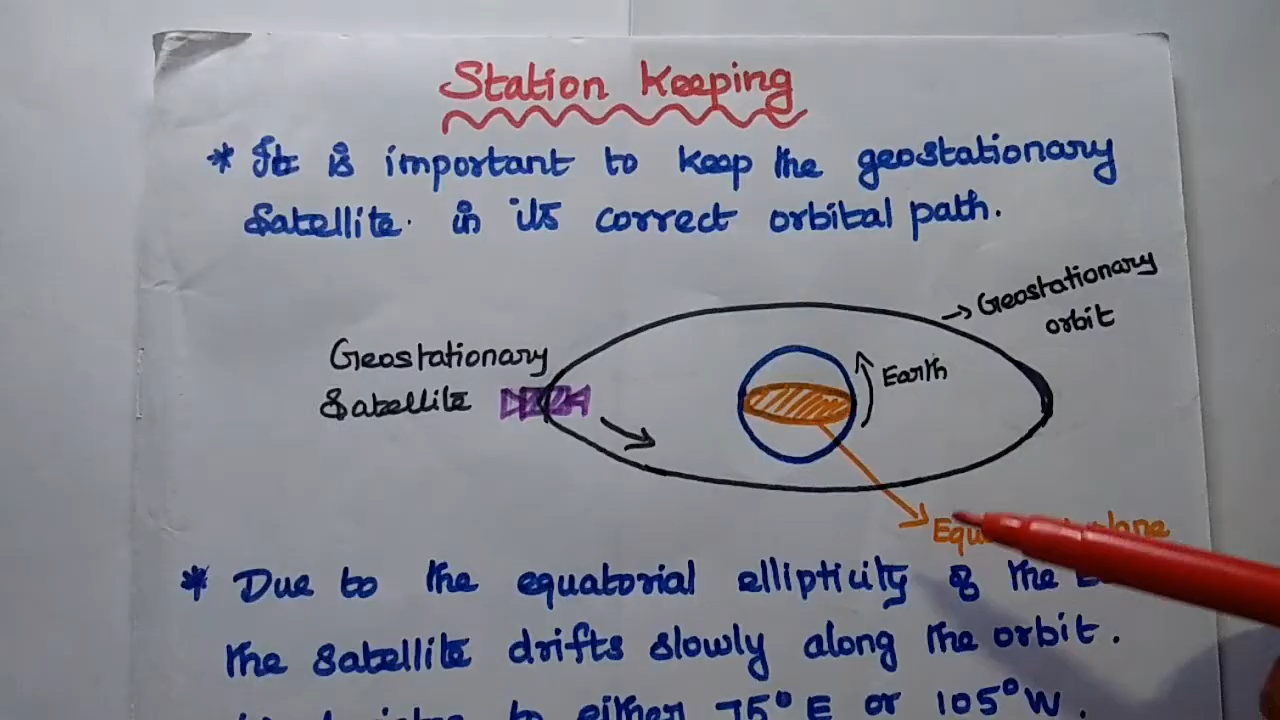 Station Keeping
* It is important to keep the geostationary
Satellite in its correct orbital path.
→ Geostationary
orbit
Geostationary
Satellite
Earth
* Due to the equatorial ellipticity of the
the satellite drifts slowly along the orbit.
to either 75° E or 105° W.